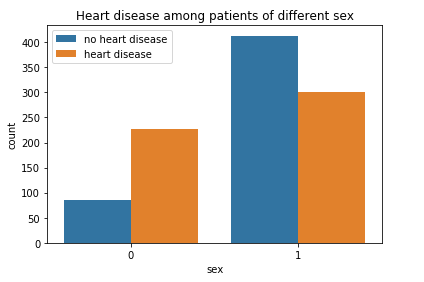 Heart disease among patients of different sex
no heart disease
heart disease
count
400
350
300
250
200
150
100
50
0
0
1
sex